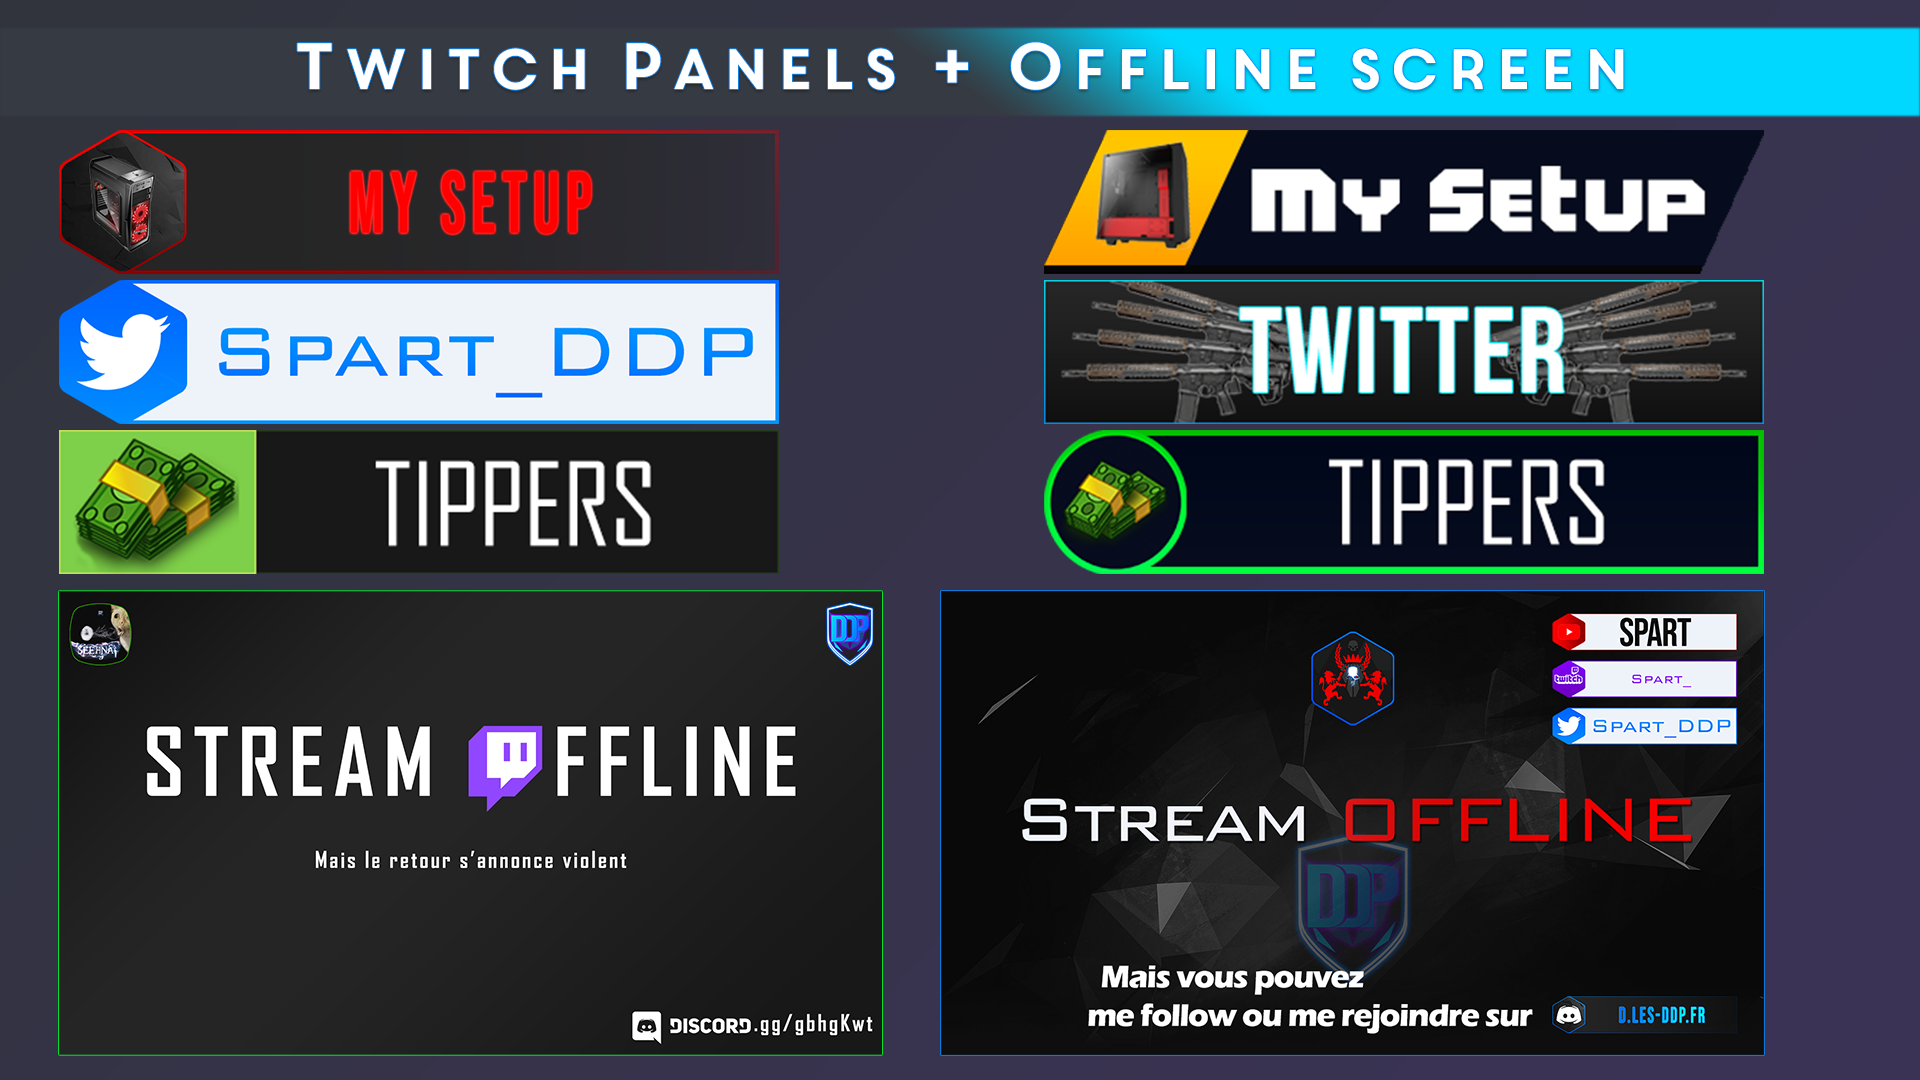 Twitch Panels + Offline screen
MY SETUP
My Setup
Spart_DDP
TWITTER
TIPPERS
TIPPERS
DDP
STREAM OFFLINE
Mais le retour s'annonce violent
DISCORD.gg/gbhgKwt
SPART
twitch
Spart_
Spart_DDP
Stream OFFLINE
DDP
Mais vous pouvez
me follow ou me rejoindre sur
D.LES-DDP.FR